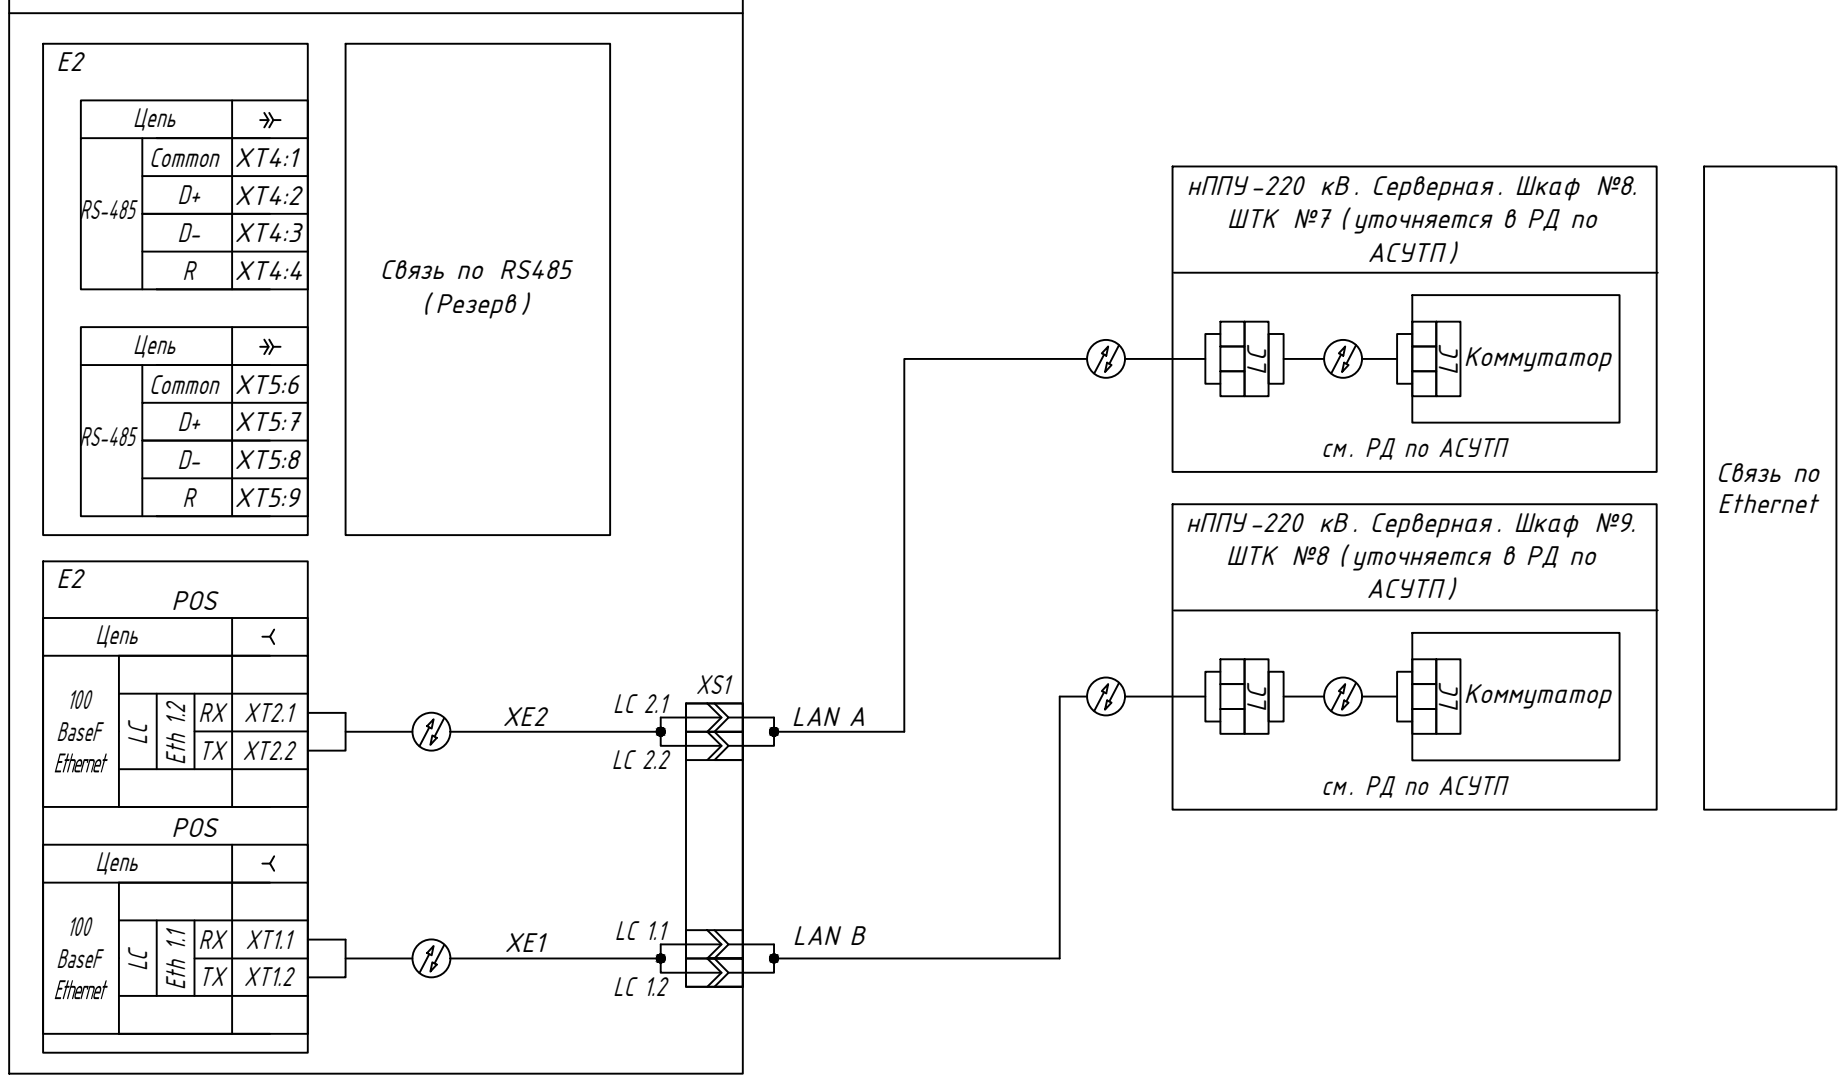 E2
Цепь
RS-485
Common XT4:1
D+ XT4:2
D- XT4:3
R XT4:4
Цепь
RS-485
Common XT5:6
D+ XT5:7
D- XT5:8
R XT5:9
Связь по RS485
(Резерв)
E2
POS
Цепь
100
BaseF
Ethernet
LC
Eth 1.2
RX XT2.1
TX XT2.2
POS
Цепь
100
BaseF
Ethernet
LC
Eth 1.1
RX XT1.1
TX XT1.2
XE2
LC 2.1
LC 2.2
XS1
LAN A
XE1
LC 1.1
LC 1.2
LAN B
нППУ-220 кВ. Серверная. Шкаф №8.
ШТК №7 (уточняется в РД по
АСУТП)
LC
LC
Коммутатор
см. РД по АСУТП
нППУ-220 кВ. Серверная. Шкаф №9.
ШТК №8 (уточняется в РД по
АСУТП)
LC
LC
Коммутатор
см. РД по АСУТП
Связь по
Ethernet